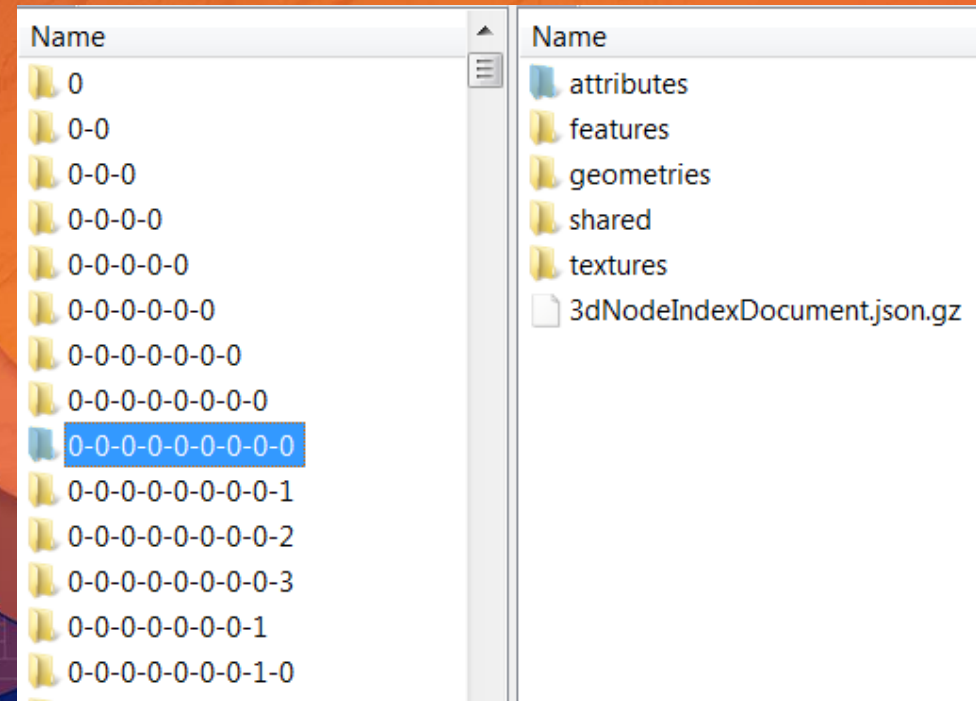 Name
0
0-0
0-0-0
0-0-0-0
0-0-0-0-0
0-0-0-0-0-0
0-0-0-0-0-0-0
0-0-0-0-0-0-0-0
0-0-0-0-0-0-0-0-0
0-0-0-0-0-0-0-0-1
0-0-0-0-0-0-0-0-2
0-0-0-0-0-0-0-0-3
0-0-0-0-0-0-0-1
0-0-0-0-0-0-0-1-0
Name
attributes
features
geometries
shared
textures
3dNodeIndexDocument.json.gz